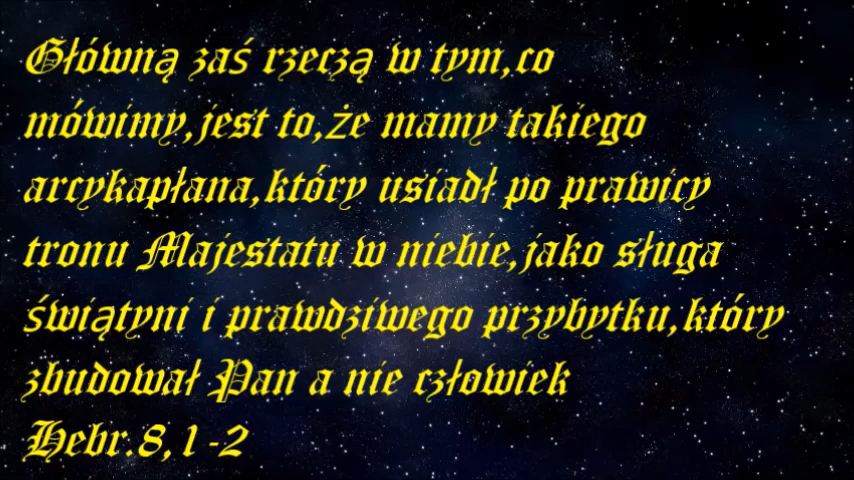 Główną zaś rzeczą w tym,co
mówimy,jest to,że mamy takiego
arcykapłana,który usiadł po prawicy
tronu Majestatu w niebie,jako sługa
świątyni i prawdziwego przybytku,który
zbudował Pan a nie człowiek
Hebr.8,1-2